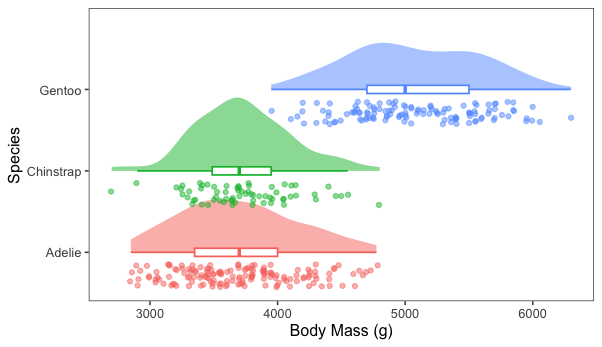 Species
Gentoo
Chinstrap
Adelie
3000 4000 5000 6000
Body Mass (g)